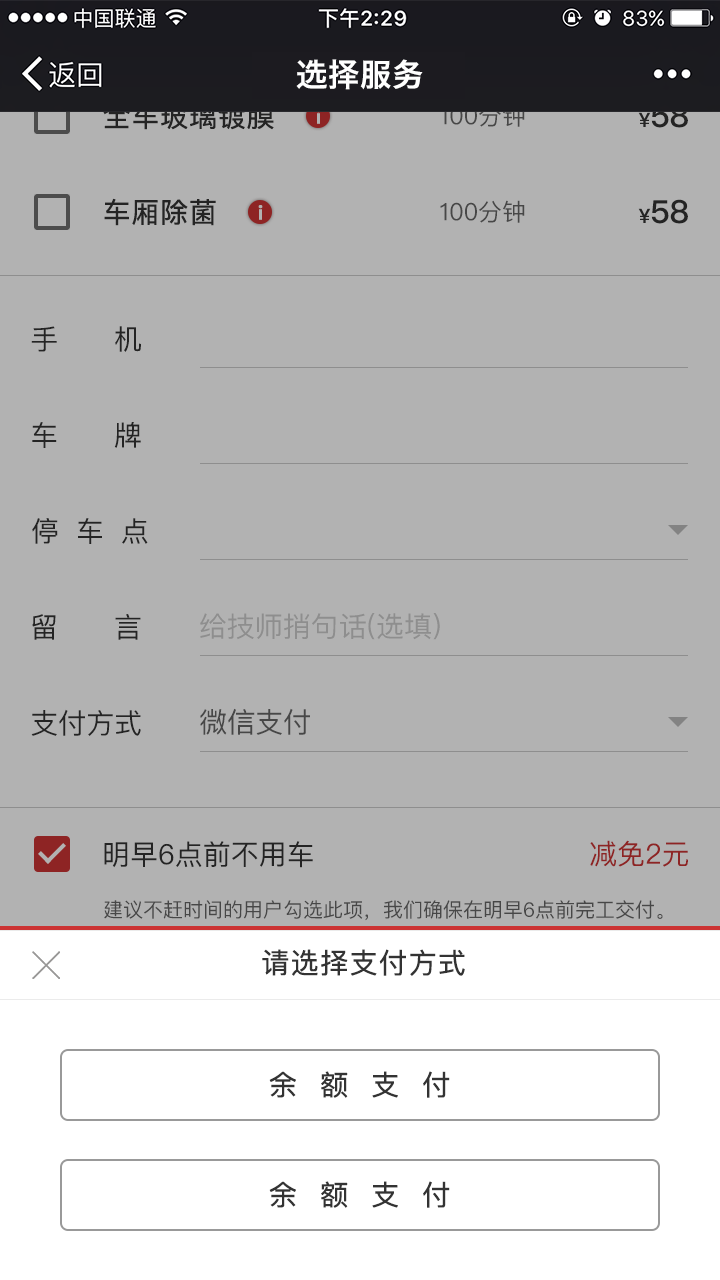 中国联通 下午2:29 83%
返回 选择服务
全车玻璃镀膜 100分钟 ¥58
车厢除菌 100分钟 ¥58
手 机
车 牌
停 车 点
留 言 给技师捎句话(选填)
支付方式 微信支付
明早6点前不用车 减免2元
建议不赶时间的用户勾选此项，我们确保在明早6点前完工交付。
请选择支付方式
余 额 支 付
余 额 支 付